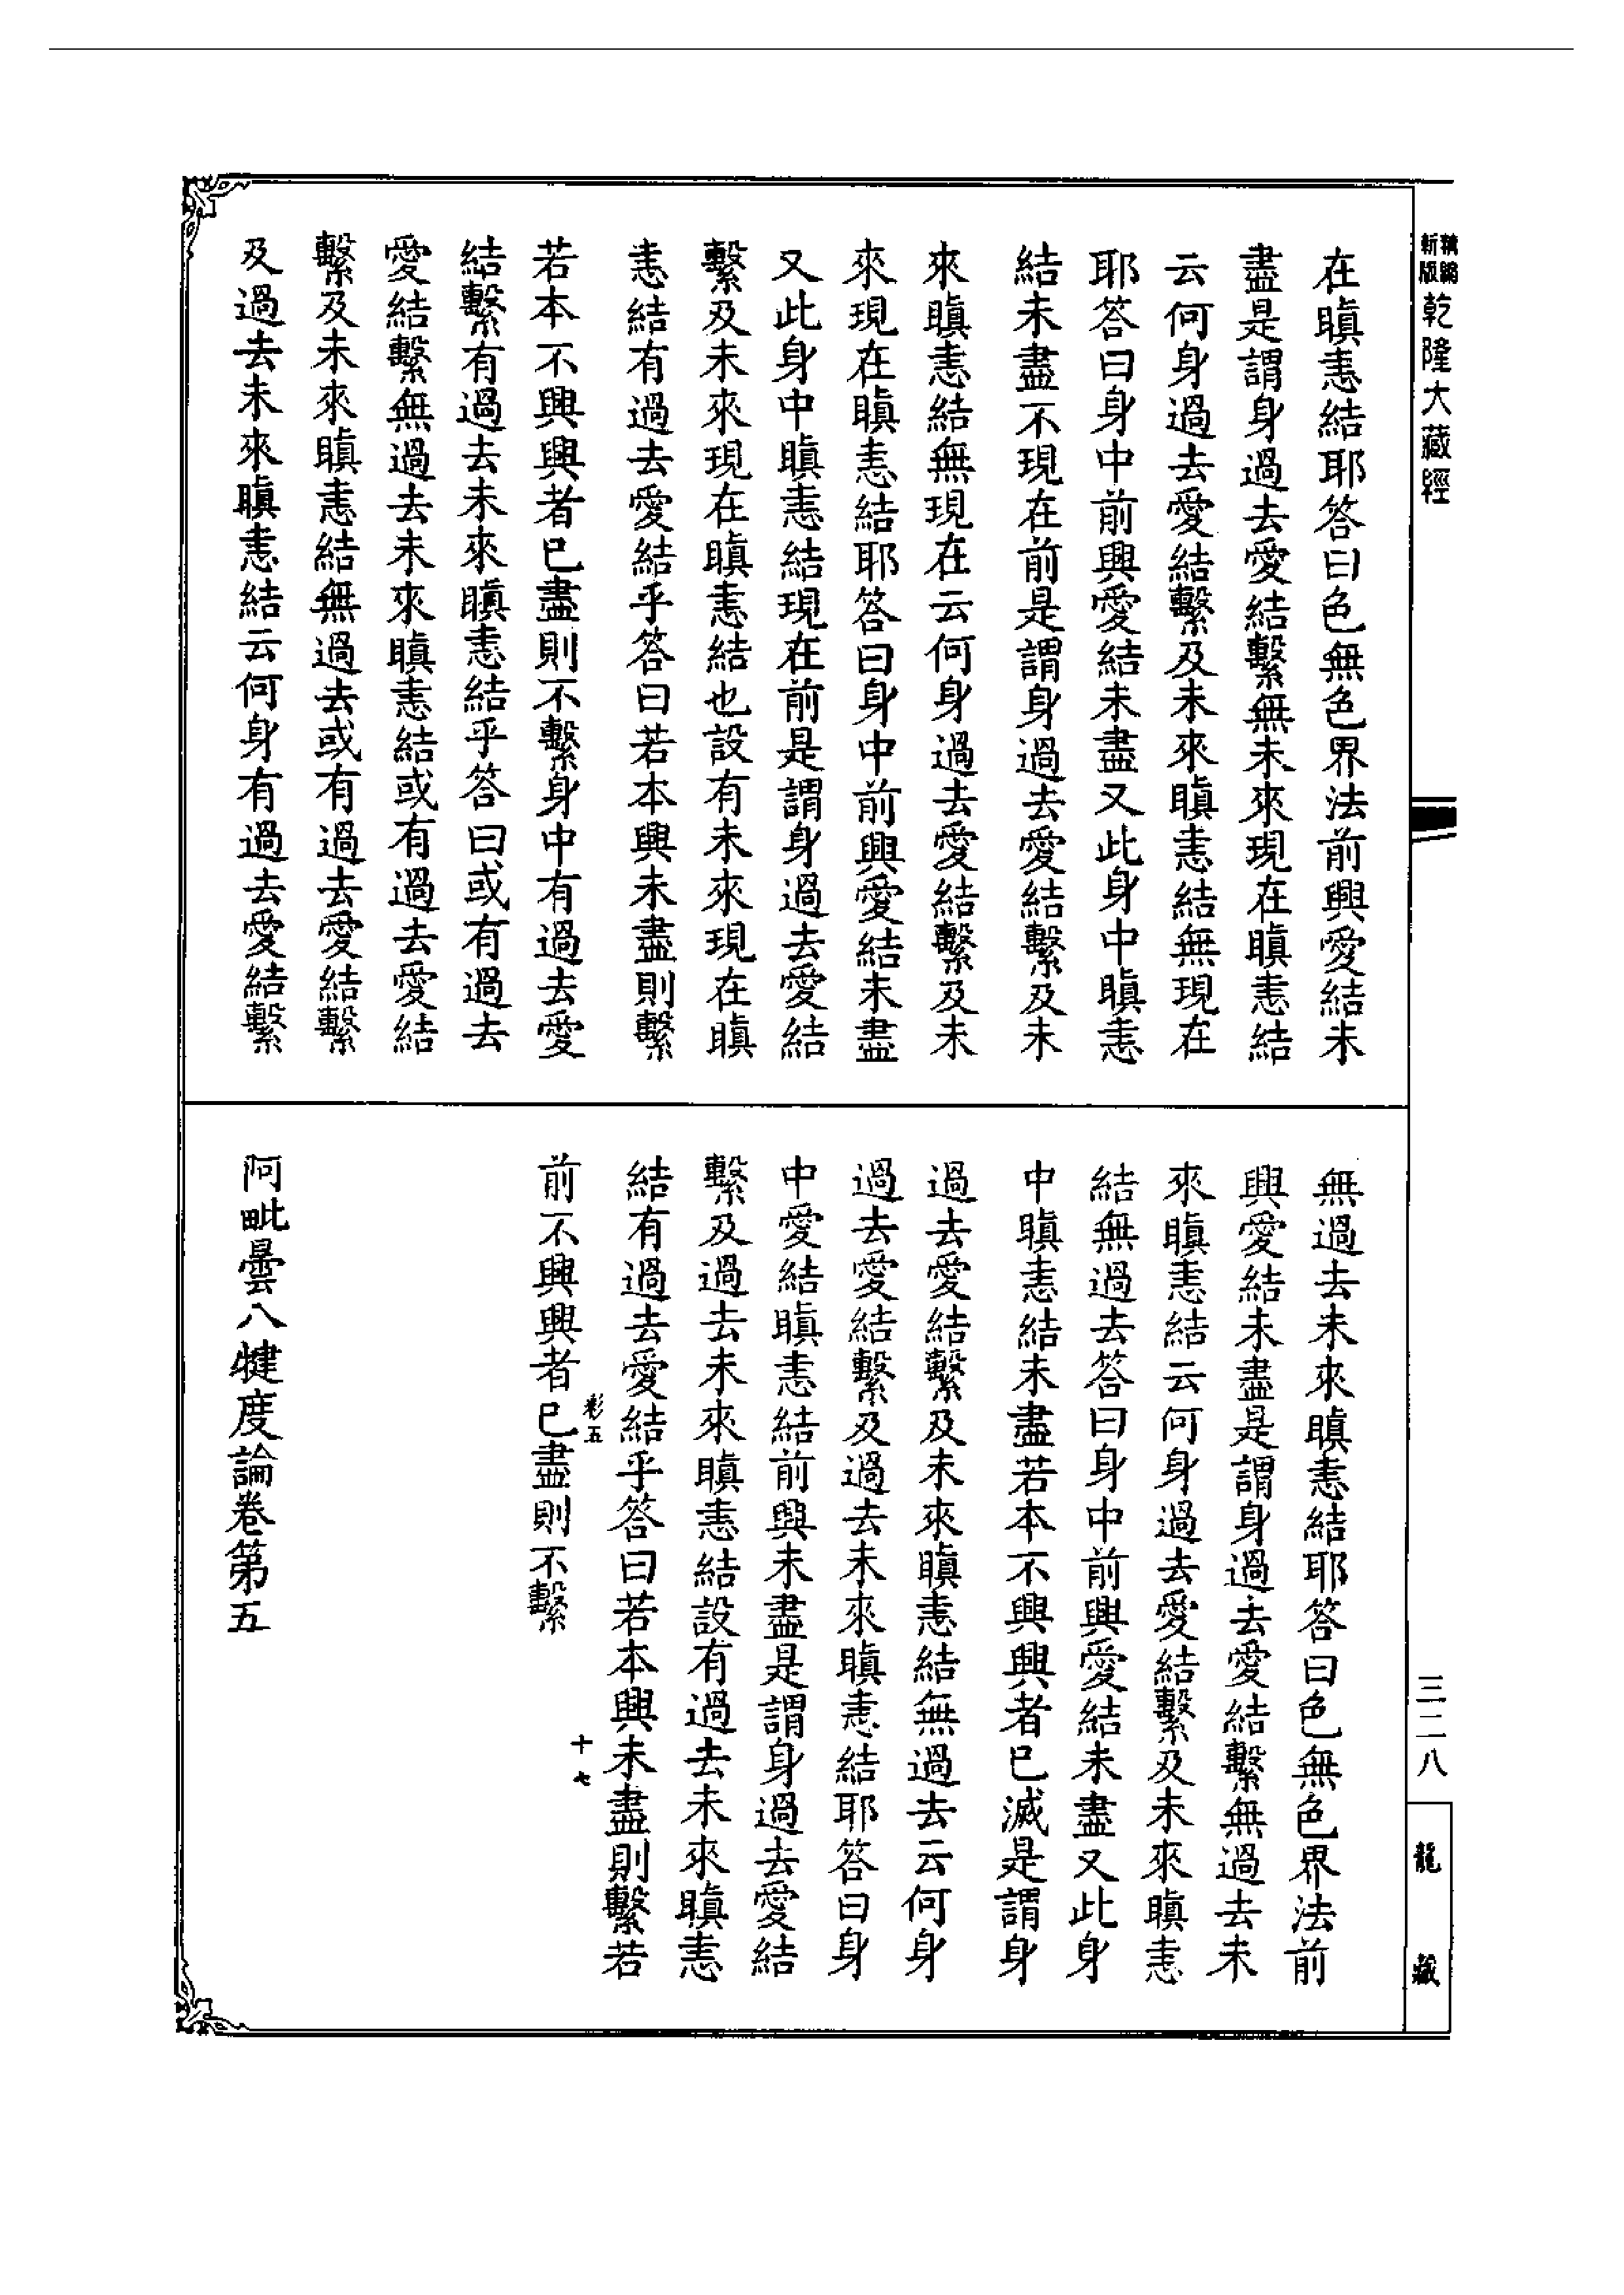 新版
精編
乾隆大藏經
在瞋恚結耶答曰色無色界法前興愛結未
盡是謂身過去愛結繫無未來現在瞋恚結
云何身過去愛結繫及未來瞋恚結無現在
耶答曰身中前興愛結未盡又此身中瞋恚
結未盡不現在前是謂身過去愛結繫及未
來瞋恚結無現在云何身過去愛結繫及未
來現在瞋恚結耶答曰身中前興愛結未盡
又此身中瞋恚結現在前是謂身過去愛結
繫及未來現在瞋恚結也設有未來現在瞋
恚結有過去愛結乎答曰若本興未盡則繫
若本不興興者已盡則不繫身中有過去愛
結繫有過去未來瞋恚結乎答曰或有過去
愛結繫無過去未來瞋恚結或有過去愛結
繫及未來瞋恚結無過去或有過去愛結繫
及過去未來瞋恚結云何身有過去愛結繫
無過去未來瞋恚結耶答曰色無色界法前
興愛結未盡是謂身過去愛結繫無過去未
來瞋恚結云何身過去愛結繫及未來瞋恚
結無過去答曰身中前興愛結未盡又此身
中瞋恚結未盡若本不興興者已滅是謂身
過去愛結繫及未來瞋恚結無過去云何身
過去愛結繫及過去未來瞋恚結耶答曰身
中愛結瞋恚結前興未盡是謂身過去愛結
繫及過去未來瞋恚結設有過去未來瞋恚
結有過去愛結乎答曰若本興未盡則繫若
彩五
十七
前不興興者已盡則不繫
阿毗曇八犍度論卷第五
三二八
龍藏